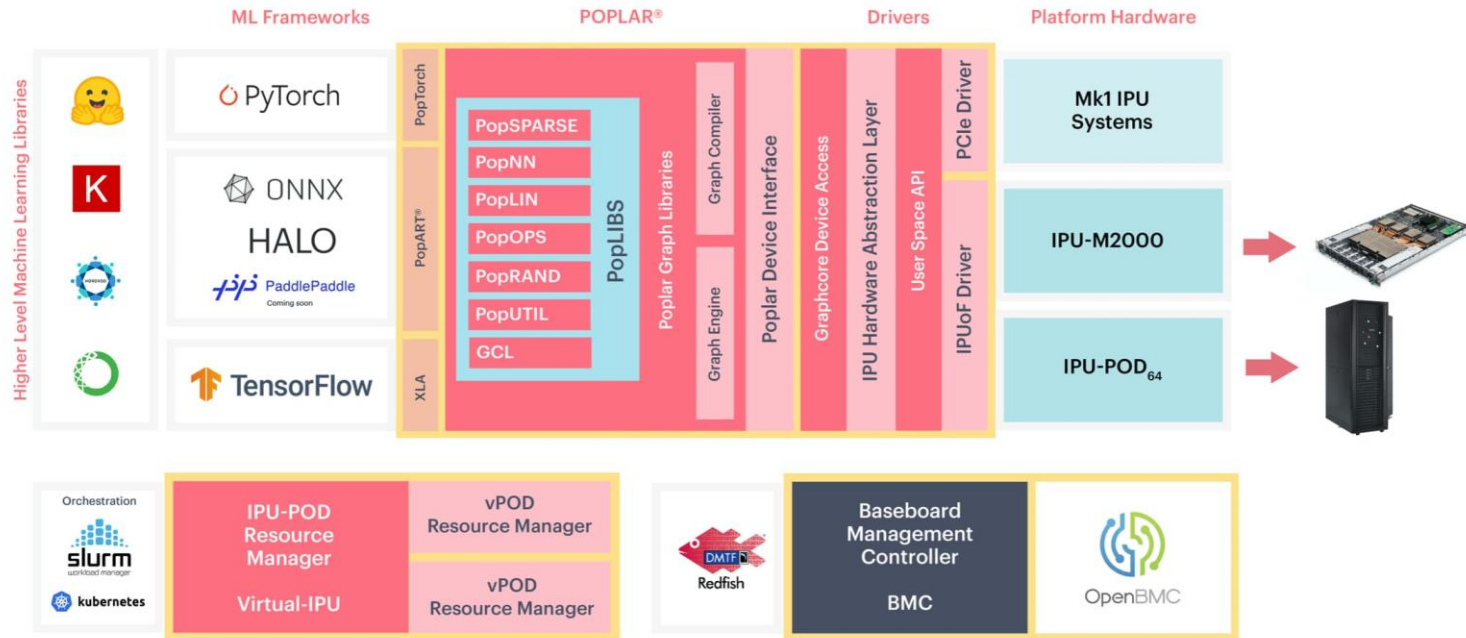 ML Frameworks
POPLAR®
Drivers
Platform Hardware
Higher Level Machine Learning Libraries
K
HOROVOD
PyTorch
ONNX
HALO
PaddlePaddle
Coming soon
TensorFlow
PopTorch
PopART®
XLA
PopSPARSE
PopNN
PopLIN
PopOPS
PopRAND
PopUTIL
GCL
PopLIBS
Poplar Graph Libraries
Graph Compiler
Graph Engine
Poplar Device Interface
Graphcore Device Access
IPU Hardware Abstraction Layer
User Space API
PCIe Driver
IPUoF Driver
Mk1 IPU
Systems
IPU-M2000
IPU-POD64
Orchestration
slurm
workload manager
kubernetes
IPU-POD
Resource
Manager
Virtual-IPU
vPOD
Resource Manager
vPOD
Resource Manager
DMTF
Redfish
Baseboard
Management
Controller
BMC
OpenBMC